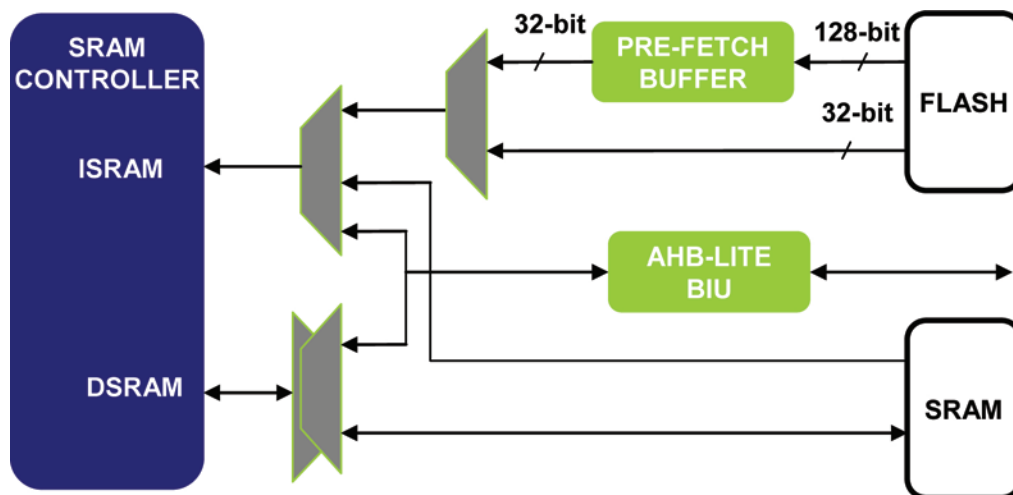 SRAM
CONTROLLER
ISRAM
DSRAM
32-bit
PRE-FETCH
BUFFER
128-bit
32-bit
FLASH
AHB-LITE
BIU
SRAM